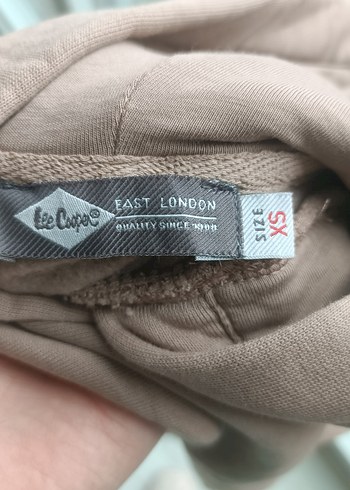 Lee Cooper®
EAST LONDON
QUALITY SINCE 1908
SIZE
XS